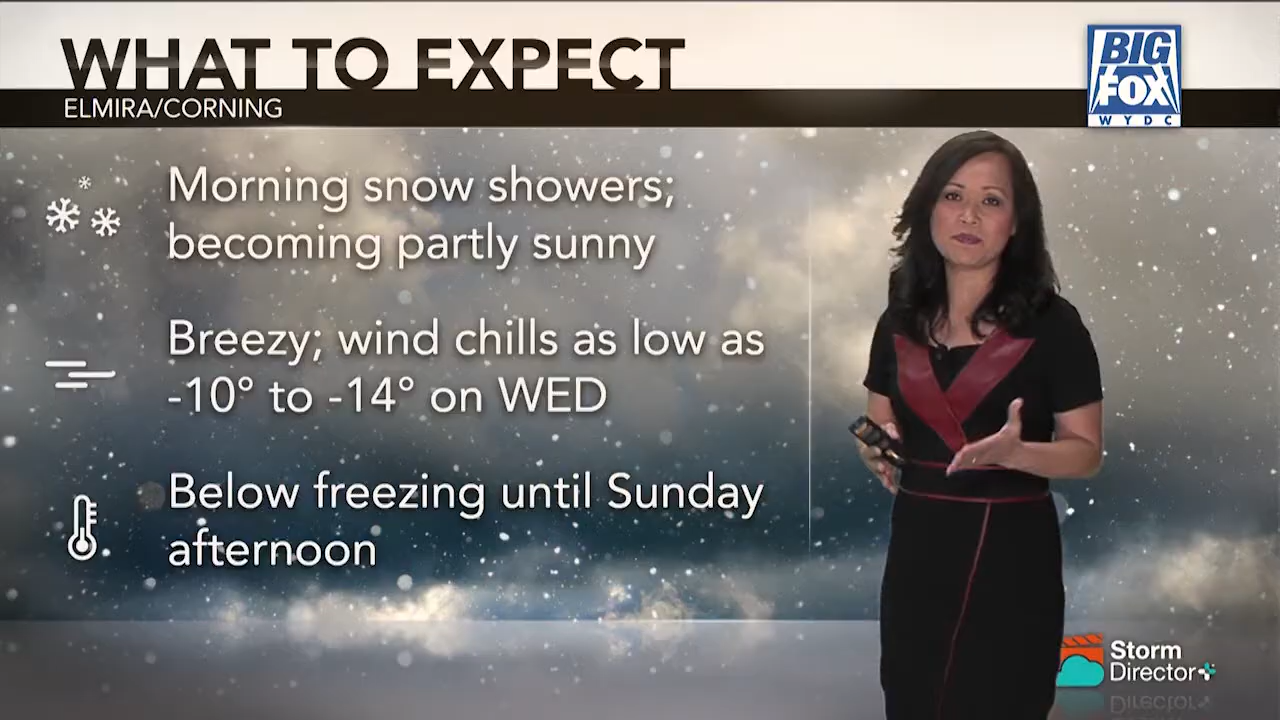 WHAT TO EXPECT
ELMIRA/CORNING
BIG
FOX
WYDC
Morning snow showers;
becoming partly sunny
Breezy; wind chills as low as
-10° to -14° on WED
Below freezing until Sunday
afternoon
Storm
Director+